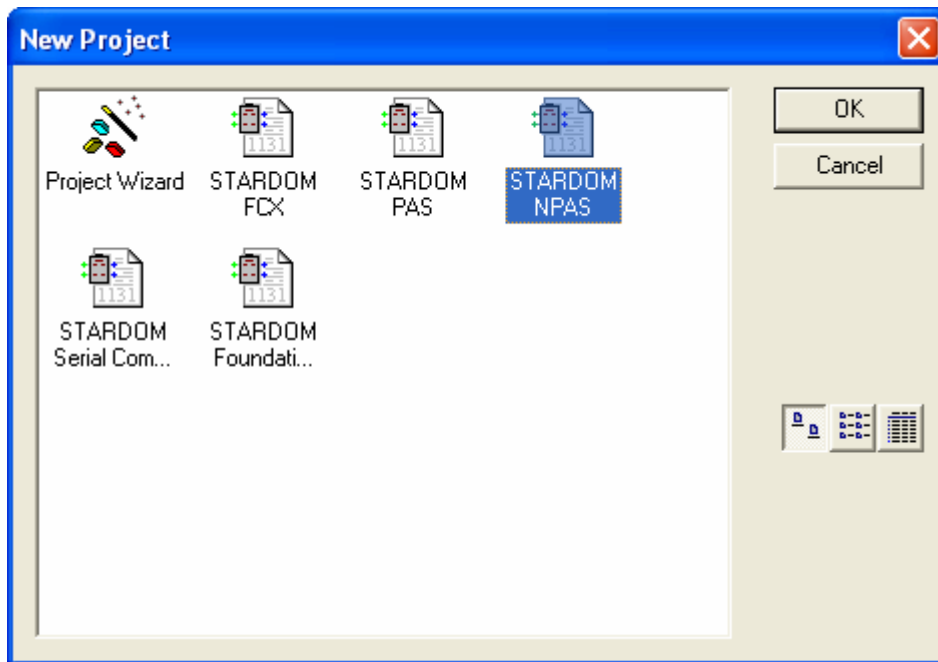 New Project
Project Wizard
STARDOM
FCX
STARDOM
PAS
STARDOM
NPAS
STARDOM
Serial Com...
STARDOM
Foundati...
OK
Cancel
1131
1131
1131
1131
1131